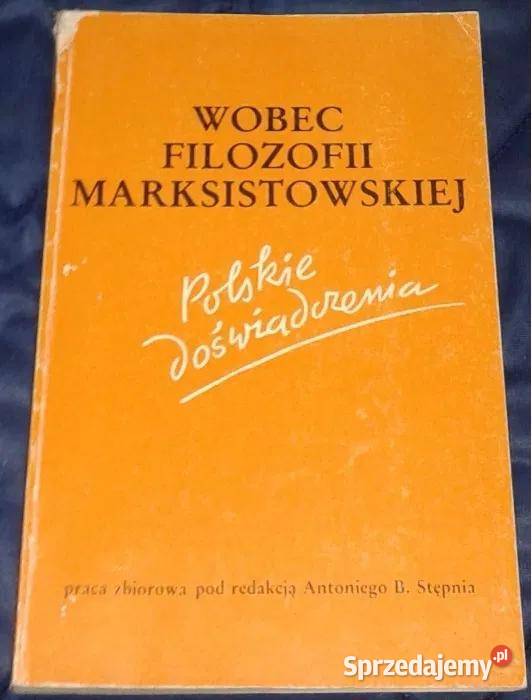 WOBEC
FILOZOFII
MARKSISTOWSKIEJ
Polskie
doświadczenia
praca zbiorowa pod redakcją Antoniego B. Stępnia
Sprzedajemy.pl